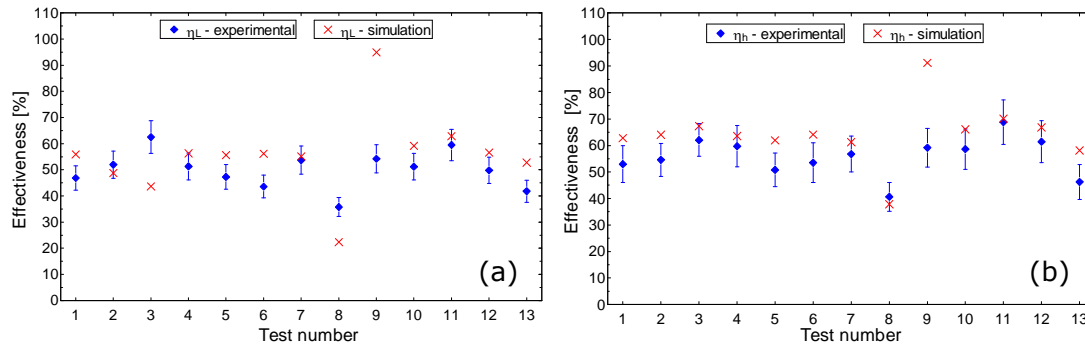 ηL - experimental ηL - simulation
Effectiveness [%]
110
100
90
80
70
60
50
40
30
20
10
0
1 2 3 4 5 6 7 8 9 10 11 12 13
Test number
(a)
ηh - experimental ηh - simulation
Effectiveness [%]
110
100
90
80
70
60
50
40
30
20
10
0
1 2 3 4 5 6 7 8 9 10 11 12 13
Test number
(b)